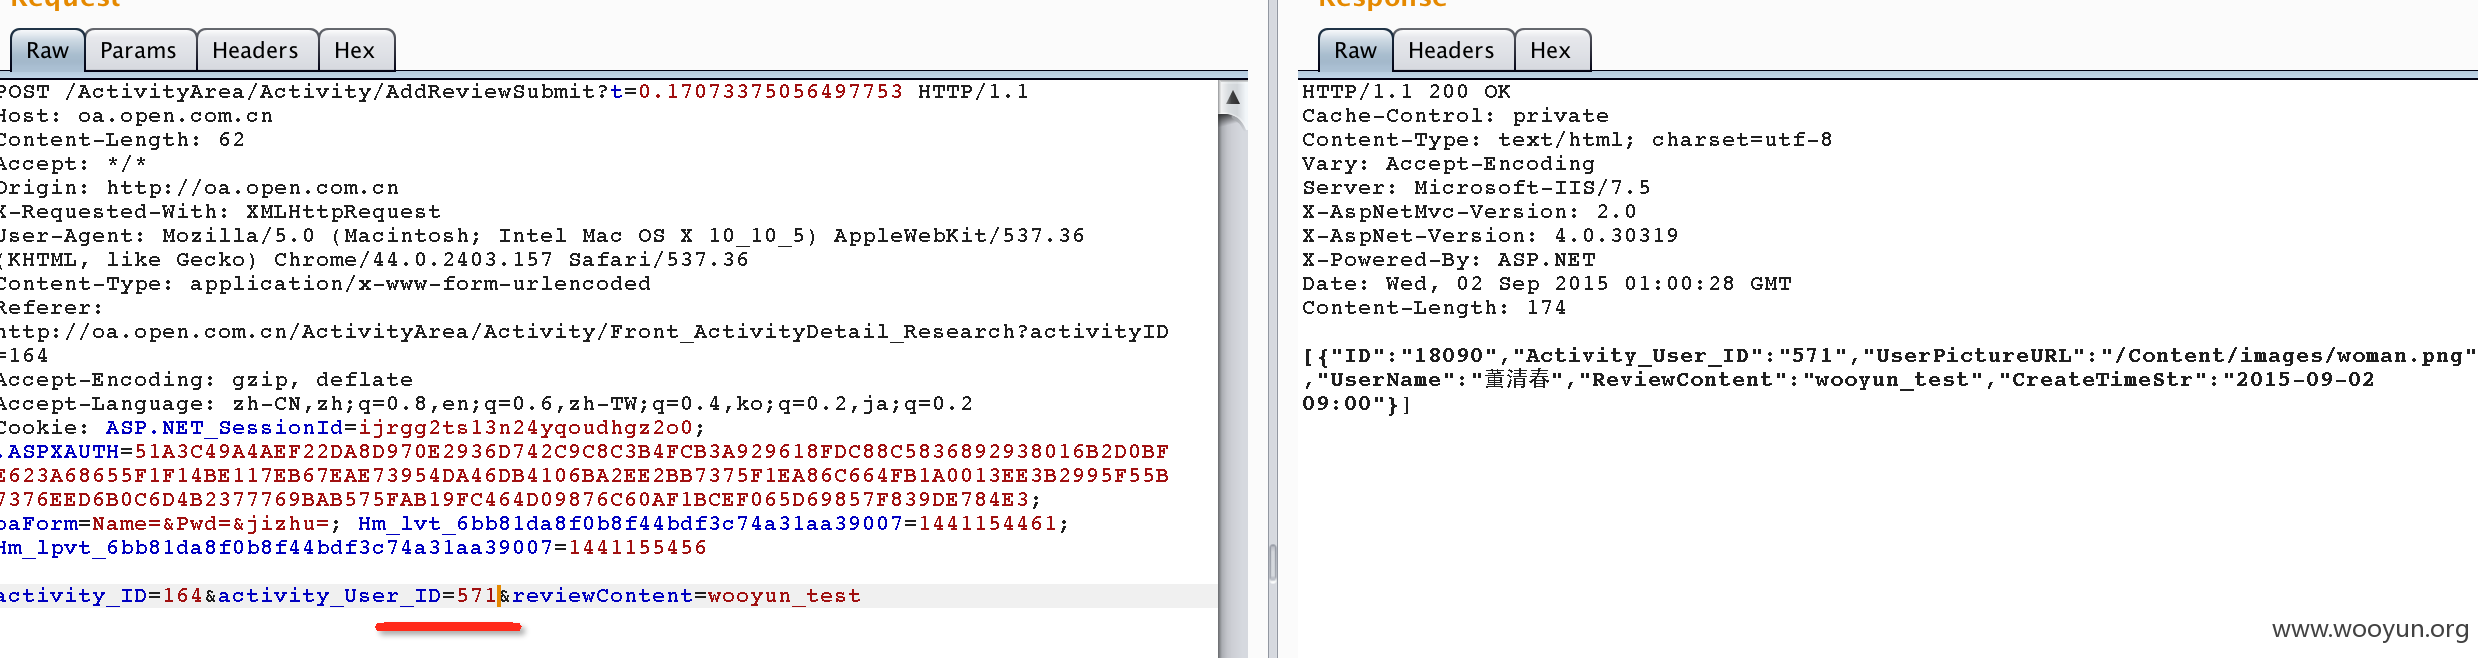 Request
Raw Params Headers Hex
POST /ActivityArea/Activity/AddReviewSubmit?t=0.17073375056497753 HTTP/1.1
Host: oa.open.com.cn
Content-Length: 62
Accept: */*
Origin: http://oa.open.com.cn
X-Requested-With: XMLHttpRequest
User-Agent: Mozilla/5.0 (Macintosh; Intel Mac OS X 10_10_5) AppleWebKit/537.36
(KHTML, like Gecko) Chrome/44.0.2403.157 Safari/537.36
Content-Type: application/x-www-form-urlencoded
Referer:
http://oa.open.com.cn/ActivityArea/Activity/Front_ActivityDetail_Research?activityID
=164
Accept-Encoding: gzip, deflate
Accept-Language: zh-CN,zh;q=0.8,en;q=0.6,zh-TW;q=0.4,ko;q=0.2,ja;q=0.2
Cookie: ASP.NET_SessionId=ijrgg2tsl3n24yqoudhgz2o0;
.ASPXAUTH=51A3C49A4AEF22DA8D970E2936D742C9C8C3B4FCB3A929618FDC88C5836892938016B2D0BF
E623A68655F1F14BE117EB67EAE73954DA46DB4106BA2EE2BB7375F1EA86C664FB1A0013EE3B2995F55B
7376EED6B0C6D4B2377769BAB575FAB19FC464D09876C60AF1BCEF065D69857F839DE784E3;
oaForm=Name=&Pwd=&jizhu=; Hm_lvt_6bb81da8f0b8f44bdf3c74a31aa39007=1441154461;
Hm_lpvt_6bb81da8f0b8f44bdf3c74a31aa39007=1441155456
activity_ID=164&activity_User_ID=571&reviewContent=wooyun_test
Response
Raw Headers Hex
HTTP/1.1 200 OK
Cache-Control: private
Content-Type: text/html; charset=utf-8
Vary: Accept-Encoding
Server: Microsoft-IIS/7.5
X-AspNetMvc-Version: 2.0
X-AspNet-Version: 4.0.30319
X-Powered-By: ASP.NET
Date: Wed, 02 Sep 2015 01:00:28 GMT
Content-Length: 174
[{"ID":"18090","Activity_User_ID":"571","UserPictureURL":"/Content/images/woman.png"
,"UserName":"董清春","ReviewContent":"wooyun_test","CreateTimeStr":"2015-09-02
09:00"}]
www.wooyun.org